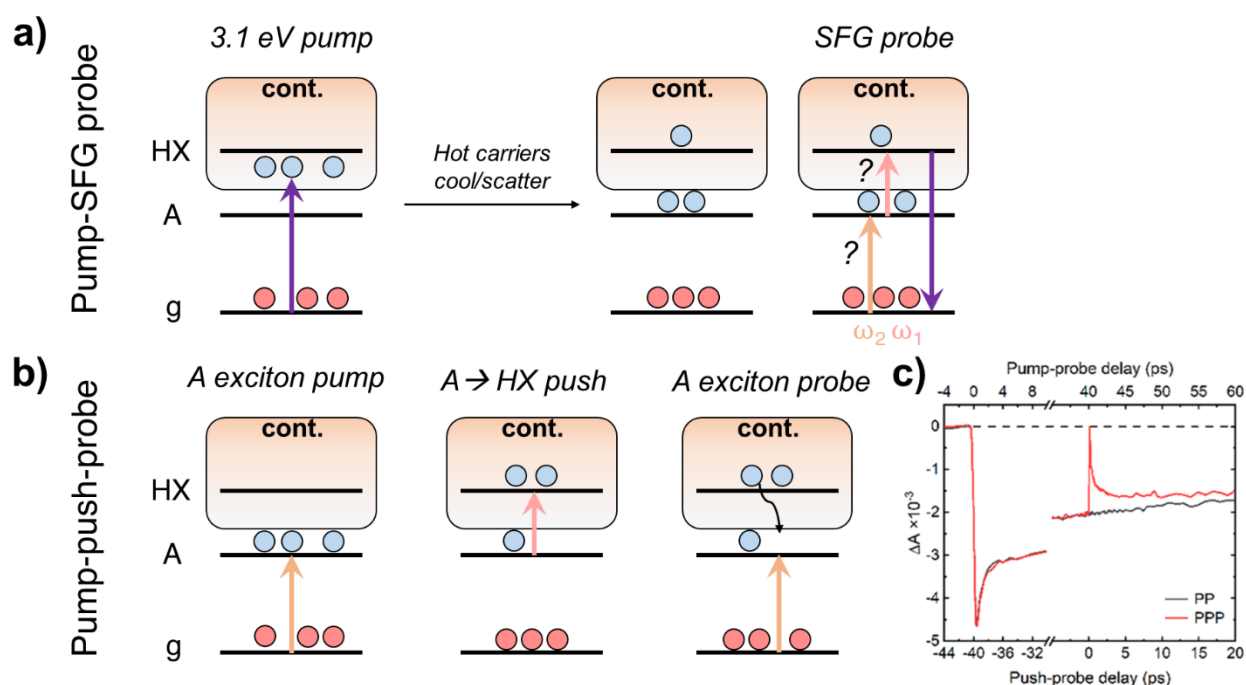 a)
Pump-SFG probe
3.1 eV pump
SFG probe
cont.
cont.
cont.
HX
A
g
Hot carriers
cool/scatter
?
?
ω2 ω1
b)
Pump-push-probe
A exciton pump
A→ HX push
A exciton probe
cont.
cont.
cont.
HX
A
g
c)
Pump-probe delay (ps)
-4 0 4 8 40 45 50 55 60
ΔA ×10-3
0
-1
-2
-3
-4
-5
PP
PPP
-44 -40 -36 -32 0 5 10 15 20
Push-probe delay (ps)